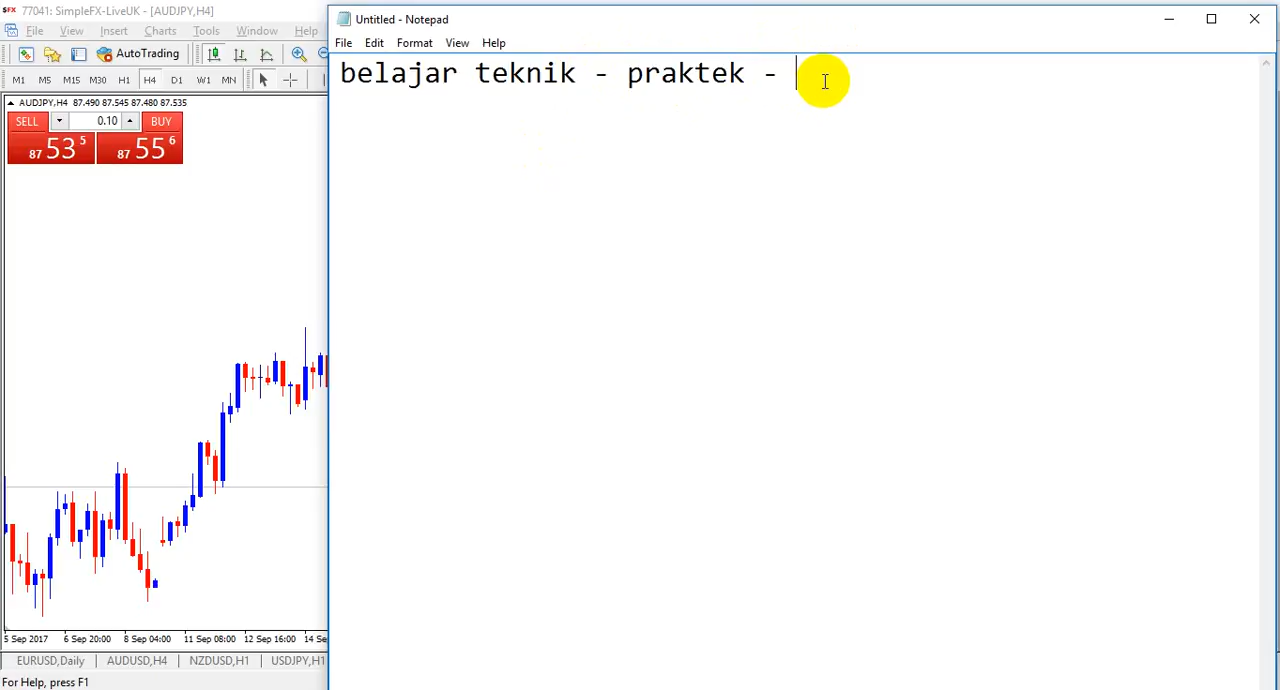 77041: SimpleFX-LiveUK - [AUDJPY,H4]
File View Insert Charts Tools Window Help
AutoTrading
M1 M5 M15 M30 H1 H4 D1 W1 MN
AUDJPY,H4 87.490 87.545 87.480 87.535
SELL 0.10 BUY
87 53 5 87 55 6
5 Sep 2017 6 Sep 20:00 8 Sep 04:00 11 Sep 08:00 12 Sep 16:00 14 S
EURUSD,Daily AUDUSD,H4 NZDUSD,H1 USDJPY,H1
For Help, press F1
Untitled - Notepad
File Edit Format View Help
belajar teknik - praktek -